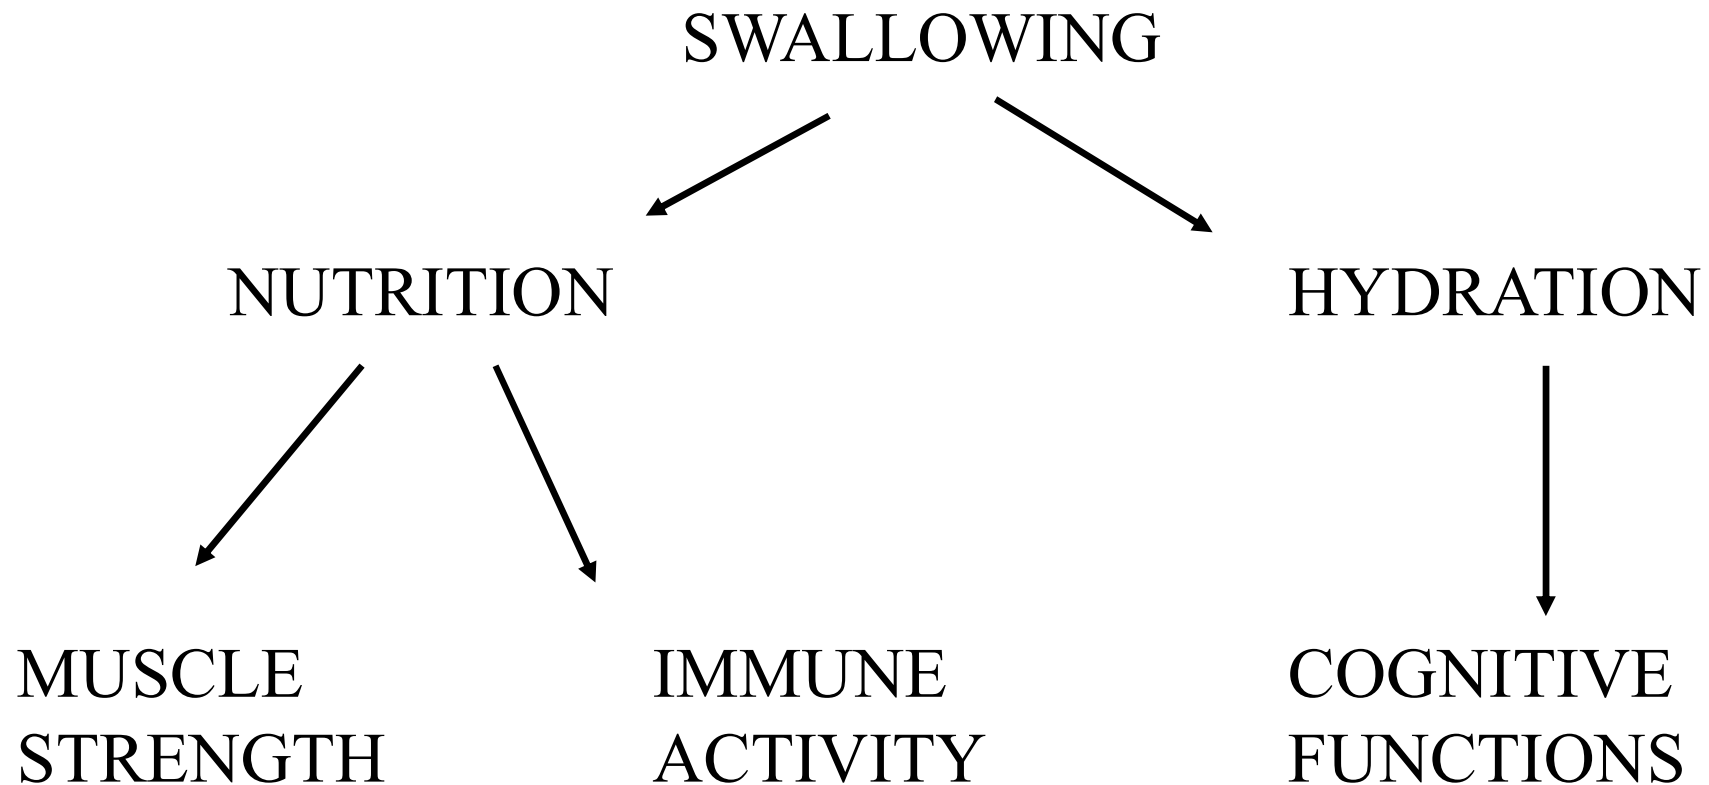 SWALLOWING
NUTRITION
HYDRATION
MUSCLE
STRENGTH
IMMUNE
ACTIVITY
COGNITIVE
FUNCTIONS